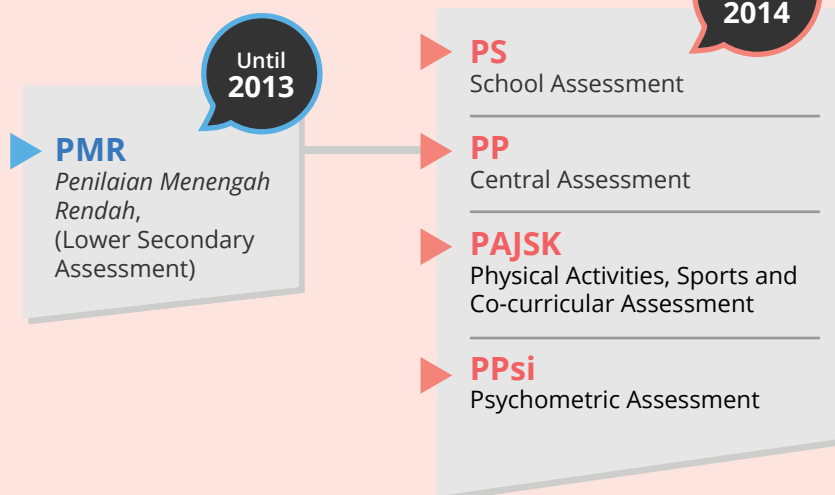 Until
2013
PMR
Penilaian Menengah
Rendah,
(Lower Secondary
Assessment)
2014
PS
School Assessment
PP
Central Assessment
PAJSK
Physical Activities, Sports and
Co-curricular Assessment
PPsi
Psychometric Assessment